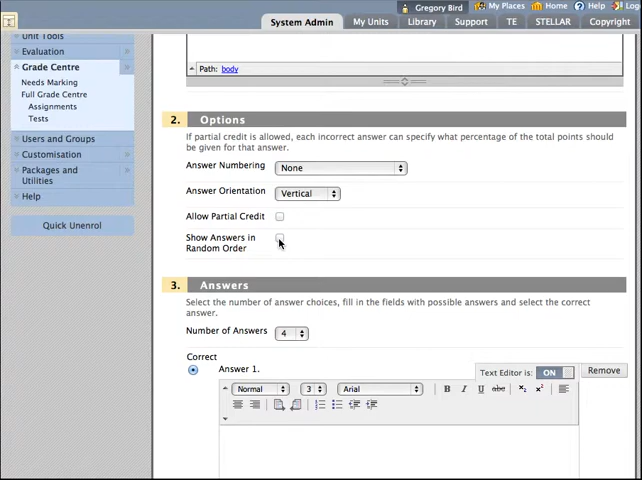 Gregory Bird My Places Home Help Log
System Admin My Units Library Support TE STELLAR Copyright
Unit Tools
Evaluation
Grade Centre
Needs Marking
Full Grade Centre
Assignments
Tests
Users and Groups
Customisation
Packages and
Utilities
Help
Quick Unenrol
Path: body
2. Options
If partial credit is allowed, each incorrect answer can specify what percentage of the total points should
be given for that answer.
Answer Numbering None
Answer Orientation Vertical
Allow Partial Credit
Show Answers in
Random Order
3. Answers
Select the number of answer choices, fill in the fields with possible answers and select the correct
answer.
Number of Answers 4
Correct
Answer 1.
Text Editor is: ON Remove
Normal 3 Arial B I U abc x₂ x²